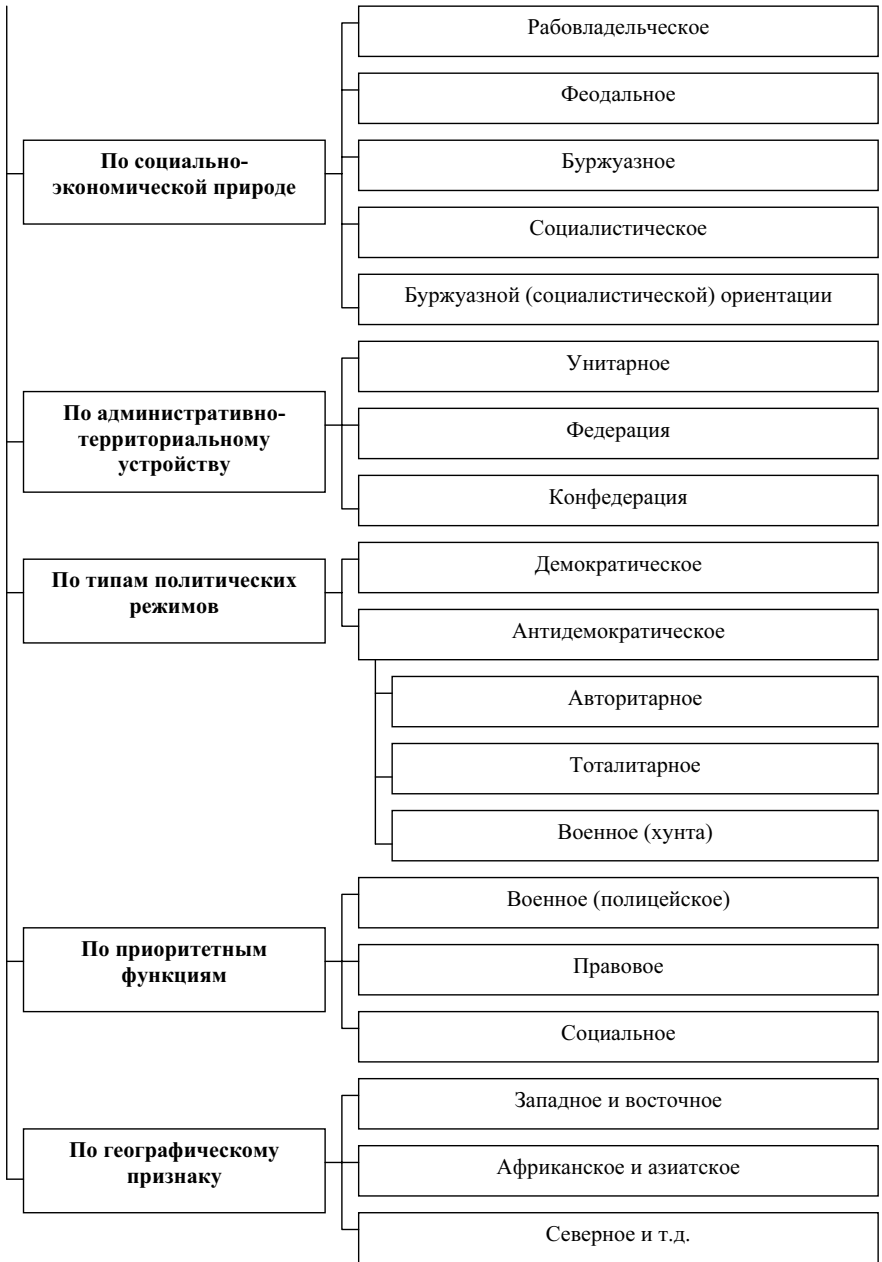 По социально-
экономической природе
Рабовладельческое
Феодальное
Буржуазное
Социалистическое
Буржуазной (социалистической) ориентации
По административно-
территориальному
устройству
Унитарное
Федерация
Конфедерация
По типам политических
режимов
Демократическое
Антидемократическое
Авторитарное
Тоталитарное
Военное (хунта)
По приоритетным
функциям
Военное (полицейское)
Правовое
Социальное
По географическому
признаку
Западное и восточное
Африканское и азиатское
Северное и т.д.